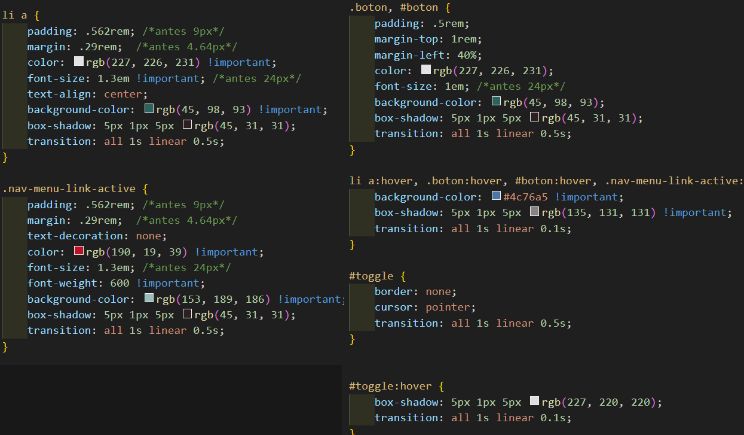 li a {
padding: .562rem; /*antes 9px*/
margin: .29rem;  /*antes 4.64px*/
color: rgb(227, 226, 231) !important;
font-size: 1.3em !important; /*antes 24px*/
text-align: center;
background-color: rgb(45, 98, 93) !important;
box-shadow: 5px 1px 5px rgb(45, 31, 31);
transition: all 1s linear 0.5s;
}
.nav-menu-link-active {
padding: .562rem; /*antes 9px*/
margin: .29rem;  /*antes 4.64px*/
text-decoration: none;
color: rgb(190, 19, 39) !important;
font-size: 1.3em; /*antes 24px*/
font-weight: 600 !important;
background-color: rgb(153, 189, 186) !important;
box-shadow: 5px 1px 5px rgb(45, 31, 31);
transition: all 1s linear 0.5s;
}
.boton, #boton {
padding: .5rem;
margin-top: 1rem;
margin-left: 40%;
color: rgb(227, 226, 231);
font-size: 1em; /*antes 24px*/
background-color: rgb(45, 98, 93);
box-shadow: 5px 1px 5px rgb(45, 31, 31);
transition: all 1s linear 0.5s;
}
li a:hover, .boton:hover, #boton:hover, .nav-menu-link-active:
background-color: #4c76a5 !important;
box-shadow: 5px 1px 5px rgb(135, 131, 131) !important;
transition: all 1s linear 0.1s;
}
#toggle {
border: none;
cursor: pointer;
transition: all 1s linear 0.5s;
}
#toggle:hover {
box-shadow: 5px 1px 5px rgb(227, 220, 220);
transition: all 1s linear 0.1s;
}